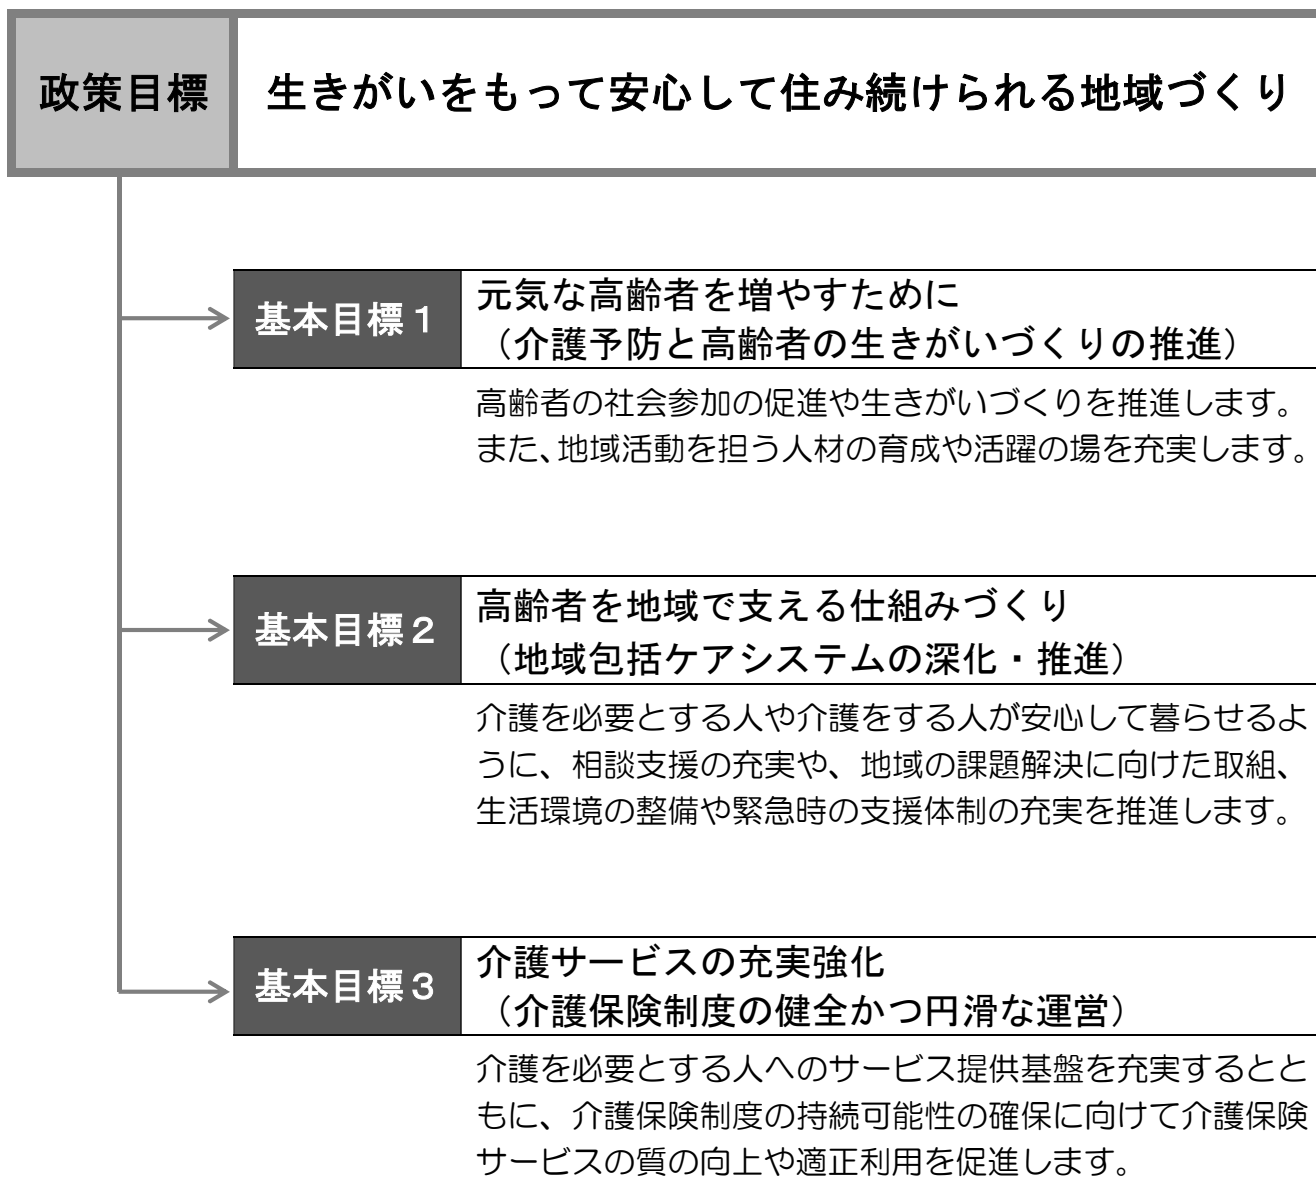 政策目標
生きがいをもって安心して住み続けられる地域づくり
基本目標１
元気な高齢者を増やすために
（介護予防と高齢者の生きがいづくりの推進）
高齢者の社会参加の促進や生きがいづくりを推進します。
また、地域活動を担う人材の育成や活躍の場を充実します。
基本目標２
高齢者を地域で支える仕組みづくり
（地域包括ケアシステムの深化・推進）
介護を必要とする人や介護をする人が安心して暮らせるよ
うに、相談支援の充実や、地域の課題解決に向けた取組、
生活環境の整備や緊急時の支援体制の充実を推進します。
基本目標３
介護サービスの充実強化
（介護保険制度の健全かつ円滑な運営）
介護を必要とする人へのサービス提供基盤を充実するとと
もに、介護保険制度の持続可能性の確保に向けて介護保険
サービスの質の向上や適正利用を促進します。